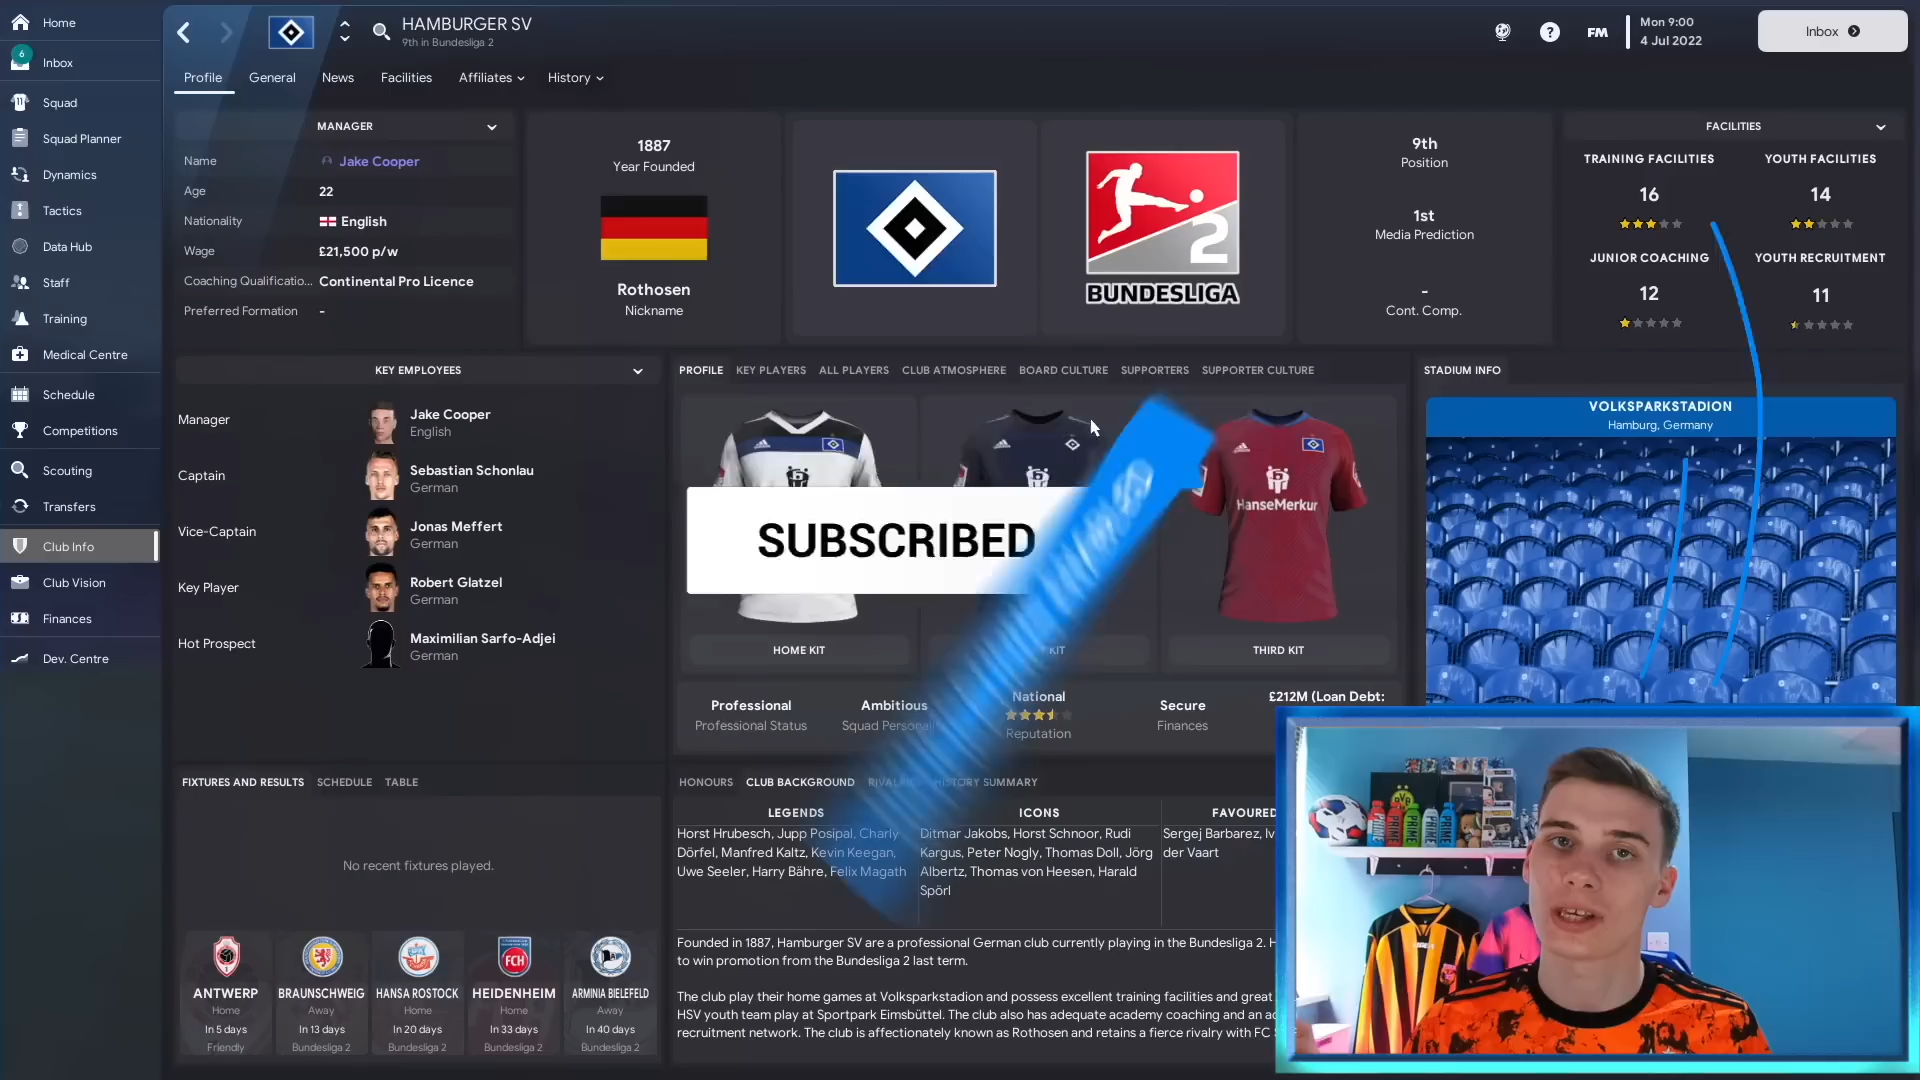 Home
6
Inbox
Squad
Squad Planner
Dynamics
Tactics
Data Hub
Staff
Training
Medical Centre
Schedule
Competitions
Scouting
Transfers
Club Info
Club Vision
Finances
Dev. Centre
HAMBURGER SV
9th in Bundesliga 2
?
FM
Mon 9:00
4 Jul 2022
Inbox
Profile
General
News
Facilities
Affiliates
History
MANAGER
Name
Jake Cooper
Age
22
Nationality
English
Wage
£21,500 p/w
Coaching Qualificatio...
Continental Pro Licence
Preferred Formation
-
1887
Year Founded
Rothosen
Nickname
2
BUNDESLIGA
9th
Position
1st
Media Prediction
-
Cont. Comp.
FACILITIES
TRAINING FACILITIES
16
YOUTH FACILITIES
14
JUNIOR COACHING
12
YOUTH RECRUITMENT
11
KEY EMPLOYEES
Manager
Jake Cooper
English
Captain
Sebastian Schonlau
German
Vice-Captain
Jonas Meffert
German
Key Player
Robert Glatzel
German
Hot Prospect
Maximilian Sarfo-Adjei
German
PROFILE
KEY PLAYERS
ALL PLAYERS
CLUB ATMOSPHERE
BOARD CULTURE
SUPPORTERS
SUPPORTER CULTURE
HanseMerkur
SUBSCRIBED
HOME KIT
KIT
THIRD KIT
Professional
Professional Status
Ambitious
Squad
National
Reputation
Secure
Finances
£212M (Loan Debt:
STADIUM INFO
VOLKSPARKSTADION
Hamburg, Germany
FIXTURES AND RESULTS
SCHEDULE
TABLE
No recent fixtures played.
FCH
ANTWERP
Home
In 5 days
Friendly
BRAUNSCHWEIG
Away
In 13 days
Bundesliga 2
HANSA ROSTOCK
Home
In 20 days
Bundesliga 2
HEIDENHEIM
Home
In 33 days
Bundesliga 2
ARMINIA BIELEFELD
Away
In 40 days
Bundesliga 2
HONOURS
CLUB BACKGROUND
HISTORY SUMMARY
LEGENDS
Horst Hrubesch, Jupp Posipal, Charly
Dörfel, Manfred Kaltz, Kevin Keegan,
Uwe Seeler, Harry Bähre, Felix Magath
ICONS
Ditmar Jakobs, Horst Schnoor, Rudi
Kargus, Peter Nogly, Thomas Doll, Jörg
Albertz, Thomas von Heesen, Harald
Spörl
FAVOURED
Sergej Barbarez, Iv
der Vaart
Founded in 1887, Hamburger SV are a professional German club currently playing in the Bundesliga 2. H
to win promotion from the Bundesliga 2 last term.
The club play their home games at Volksparkstadion and possess excellent training facilities and great
HSV youth team play at Sportpark Eimsbüttel. The club also has adequate academy coaching and an ac
recruitment network. The club is affectionately known as Rothosen and retains a fierce rivalry with FC S
BVB
PRIME
PRIME
PRIME
PRIME